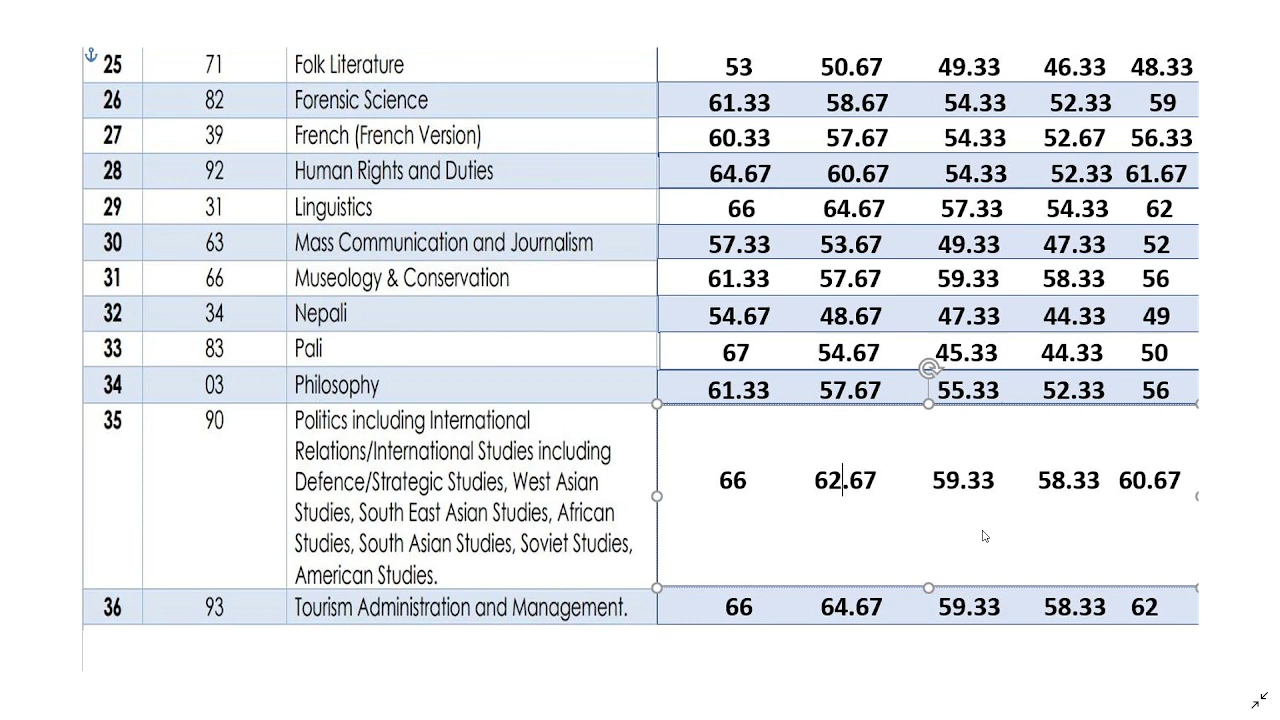 25 71 Folk Literature 53 50.67 49.33 46.33 48.33
26 82 Forensic Science 61.33 58.67 54.33 52.33 59
27 39 French (French Version) 60.33 57.67 54.33 52.67 56.33
28 92 Human Rights and Duties 64.67 60.67 54.33 52.33 61.67
29 31 Linguistics 66 64.67 57.33 54.33 62
30 63 Mass Communication and Journalism 57.33 53.67 49.33 47.33 52
31 66 Museology & Conservation 61.33 57.67 59.33 58.33 56
32 34 Nepali 54.67 48.67 47.33 44.33 49
33 83 Pali 67 54.67 45.33 44.33 50
34 03 Philosophy 61.33 57.67 55.33 52.33 56
35 90 Politics including International
Relations/International Studies including
Defence/Strategic Studies, West Asian 66 62.67 59.33 58.33 60.67
Studies, South East Asian Studies, African
Studies, South Asian Studies, Soviet Studies,
American Studies.
36 93 Tourism Administration and Management. 66 64.67 59.33 58.33 62